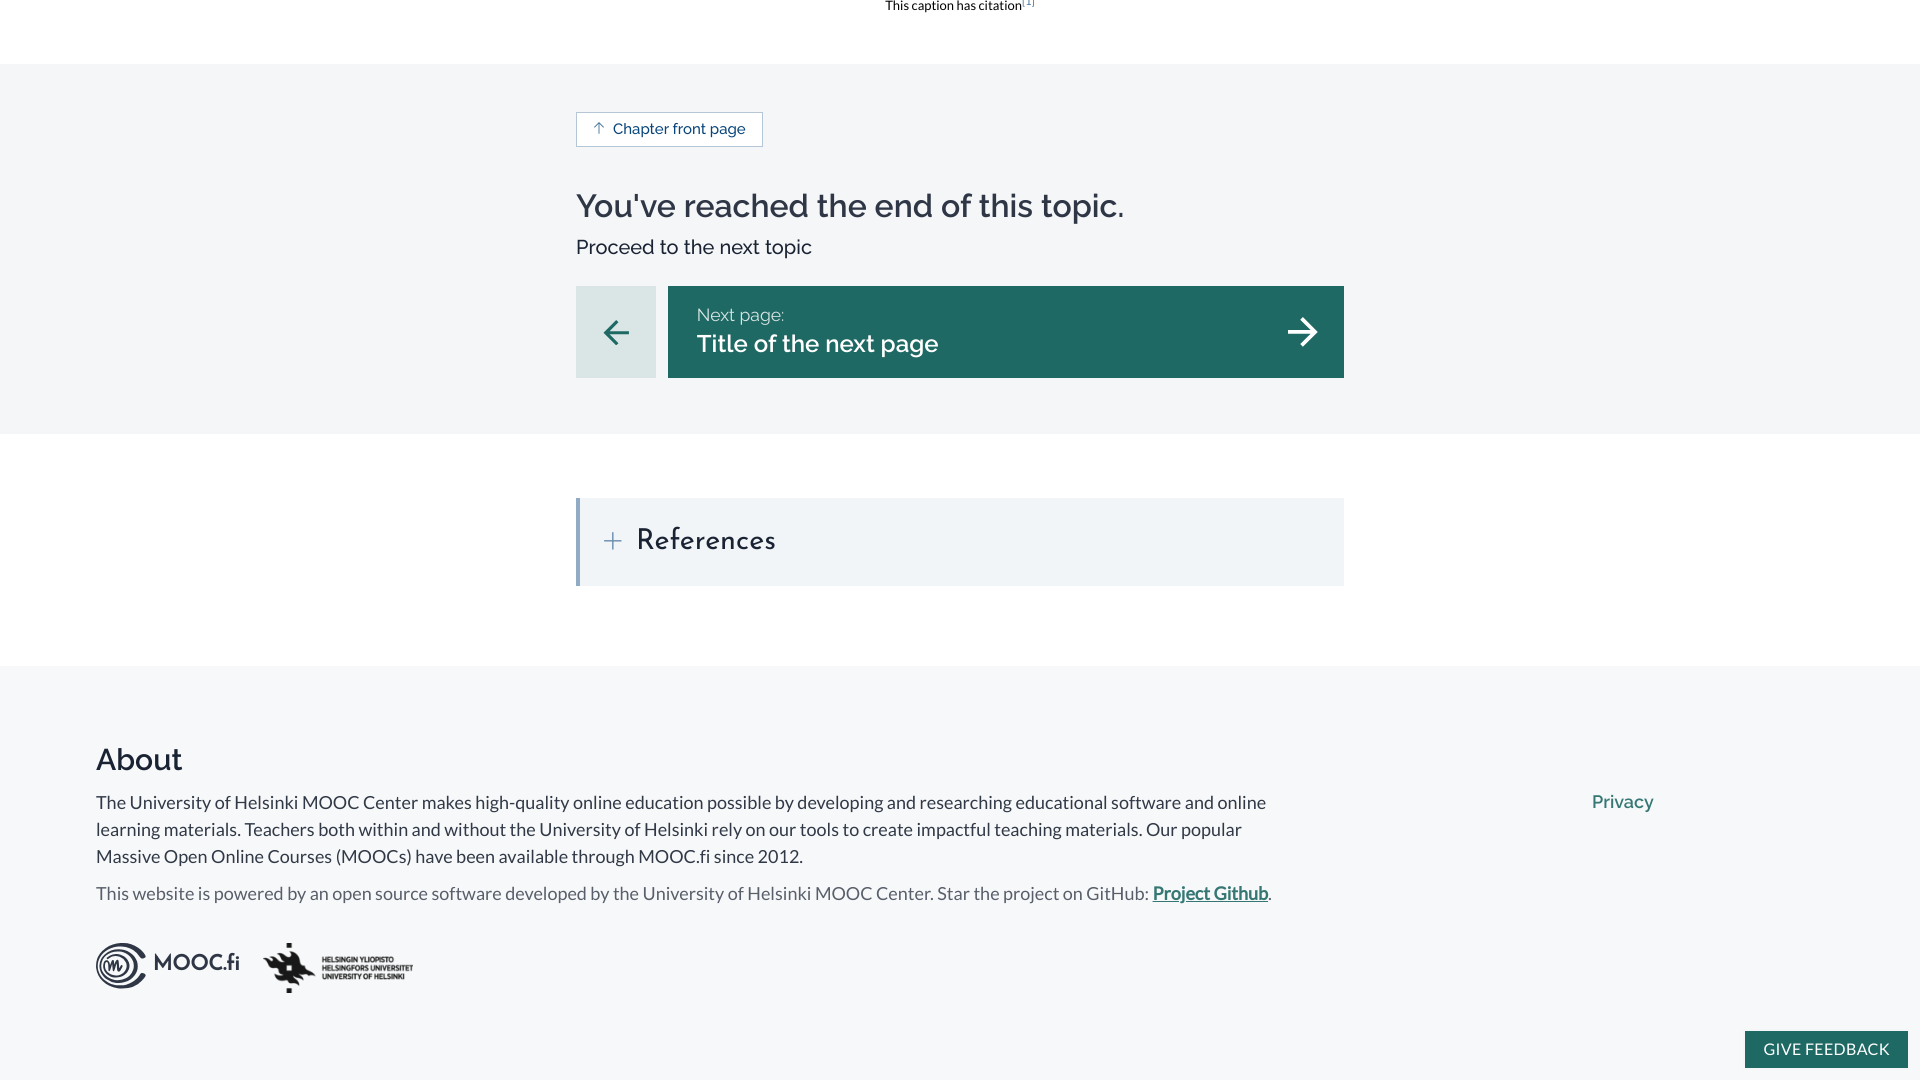 This caption has citation[1]
Chapter front page
You've reached the end of this topic.
Proceed to the next topic
Next page:
Title of the next page
References
About
The University of Helsinki MOOC Center makes high-quality online education possible by developing and researching educational software and online
learning materials. Teachers both within and without the University of Helsinki rely on our tools to create impactful teaching materials. Our popular
Massive Open Online Courses (MOOCs) have been available through MOOC.fi since 2012.
Privacy
This website is powered by an open source software developed by the University of Helsinki MOOC Center. Star the project on GitHub: Project Github.
MOOC.fi
HELSINGIN YLIOPISTO
HELSINGFORS UNIVERSITET
UNIVERSITY OF HELSINKI
GIVE FEEDBACK